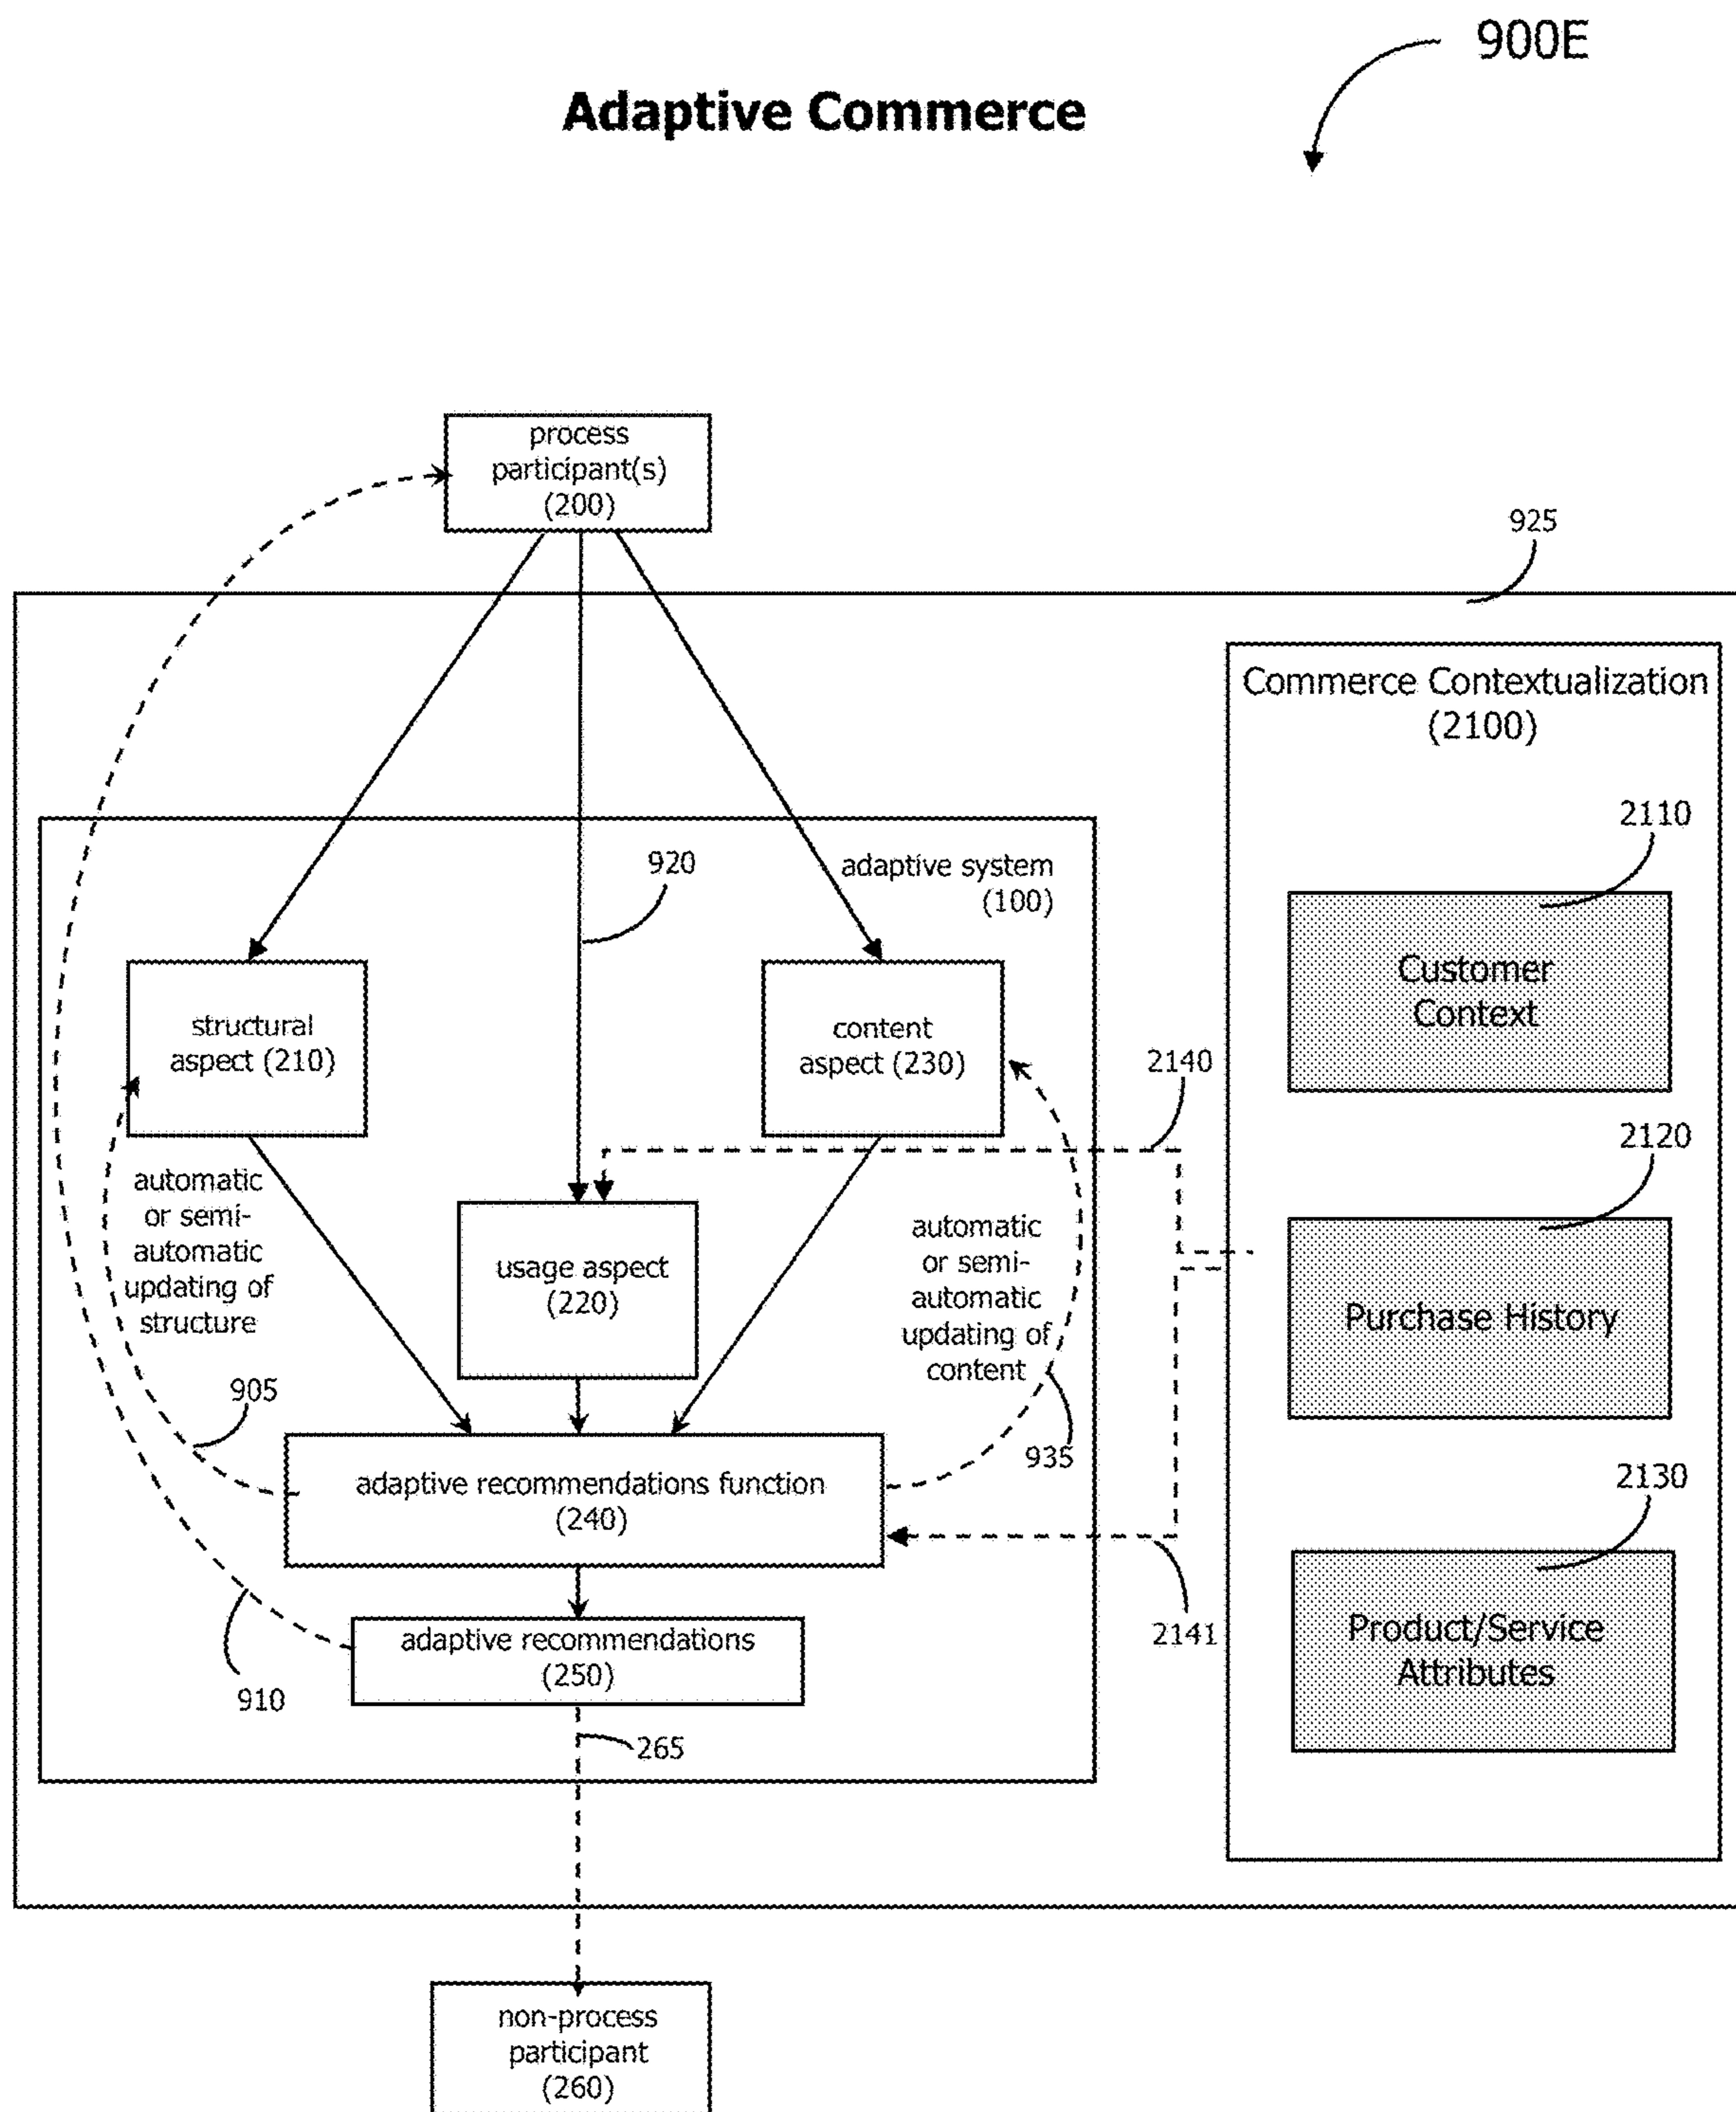 900E
Adaptive Commerce
process
participant(s)
(200)
925
Commerce Contextualization
(2100)
2110
920
adaptive system
(100)
Customer
Context
structural
aspect (210)
content
aspect (230)
2140
2120
automatic
or semi-
automatic
updating of
structure
usage aspect
(220)
automatic
or semi-
automatic
updating of
content
Purchase History
905
935
2130
adaptive recommendations function
(240)
2141
Product/Service
Attributes
adaptive recommendations
(250)
910
265
non-process
participant
(260)